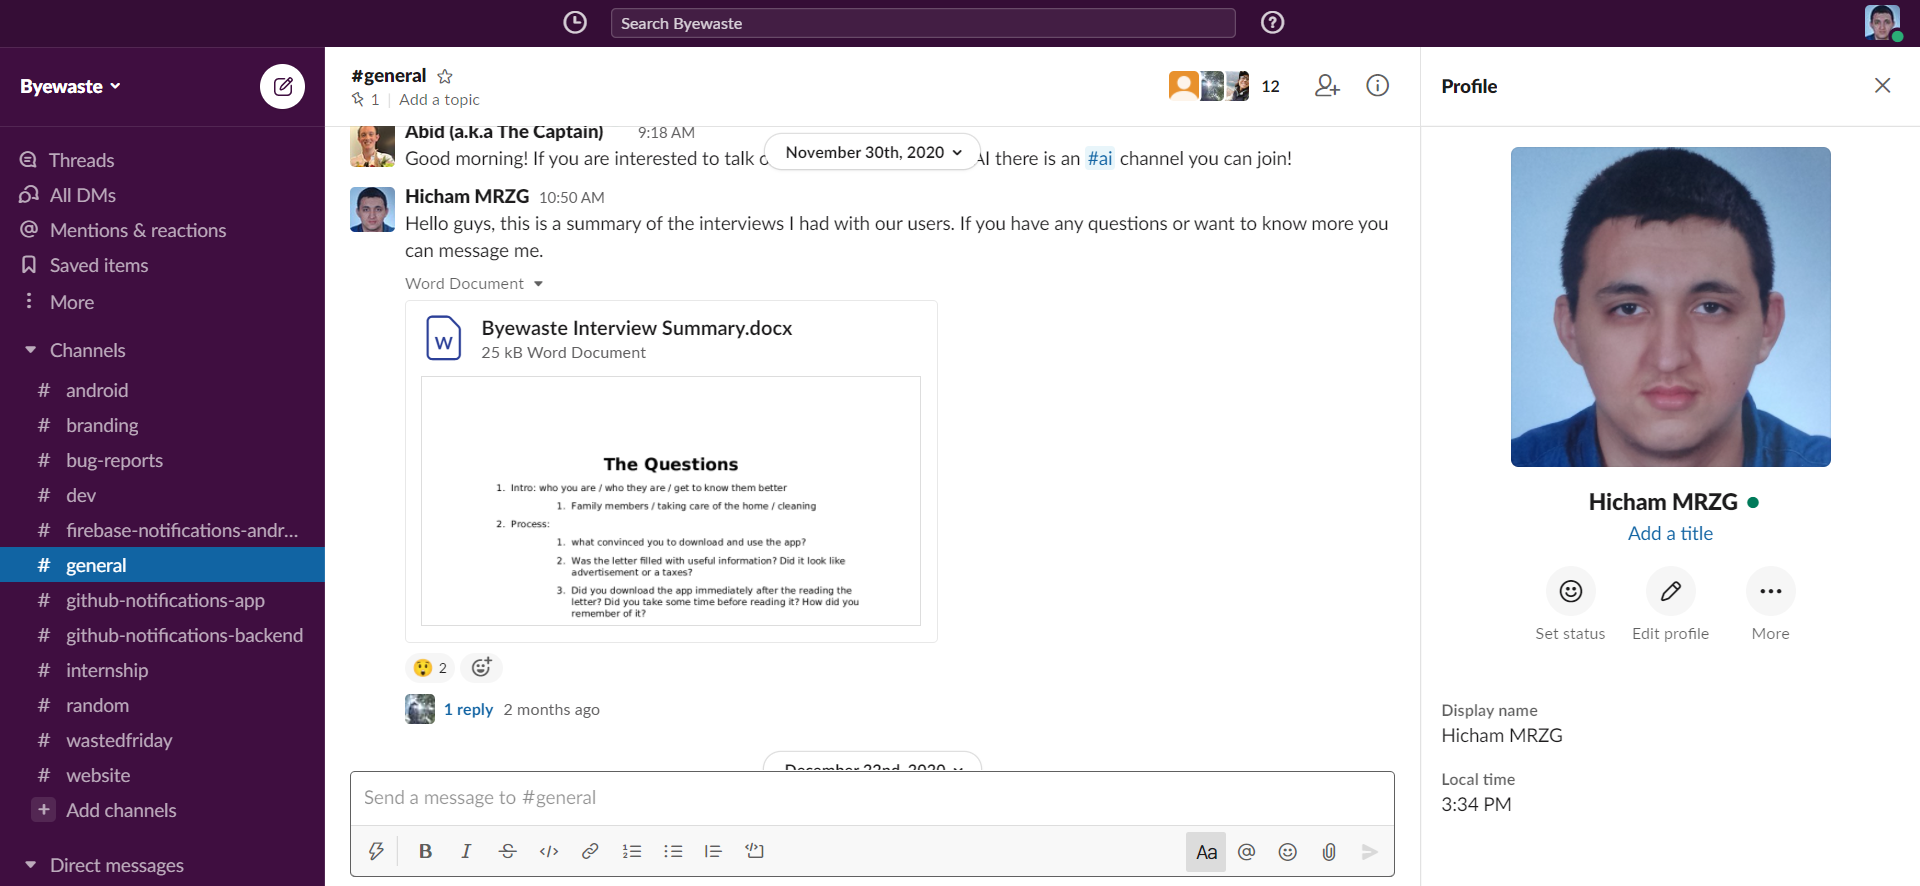 Search Byewaste
Byewaste
Threads
All DMs
Mentions & reactions
Saved items
More
Channels
# android
# branding
# bug-reports
# dev
# firebase-notifications-andr...
# general
# github-notifications-app
# github-notifications-backend
# internship
# random
# wastedfriday
# website
+ Add channels
Direct messages
#general
1 | Add a topic
12
Abid (a.k.a The Captain) 9:18 AM
November 30th, 2020
Good morning! If you are interested to talk AI there is an #ai channel you can join!
Hicham MRZG 10:50 AM
Hello guys, this is a summary of the interviews I had with our users. If you have any questions or want to know more you
can message me.
Word Document
W
Byewaste Interview Summary.docx
25 kB Word Document
The Questions
1. Intro: who you are / who they are / get to know them better
1. Family members / taking care of the home / cleaning
2. Process:
1. what convinced you to download and use the app?
2. Was the letter filled with useful information? Did it look like
advertisement or a taxes?
3. Did you download the app immediately after the reading the
letter? Did you take some time before reading it? How did you
remember of it?
2
1 reply 2 months ago
December 22nd, 2020
Send a message to #general
B I S </> Aa @
Profile
Hicham MRZG
Add a title
Set status
Edit profile
More
Display name
Hicham MRZG
Local time
3:34 PM